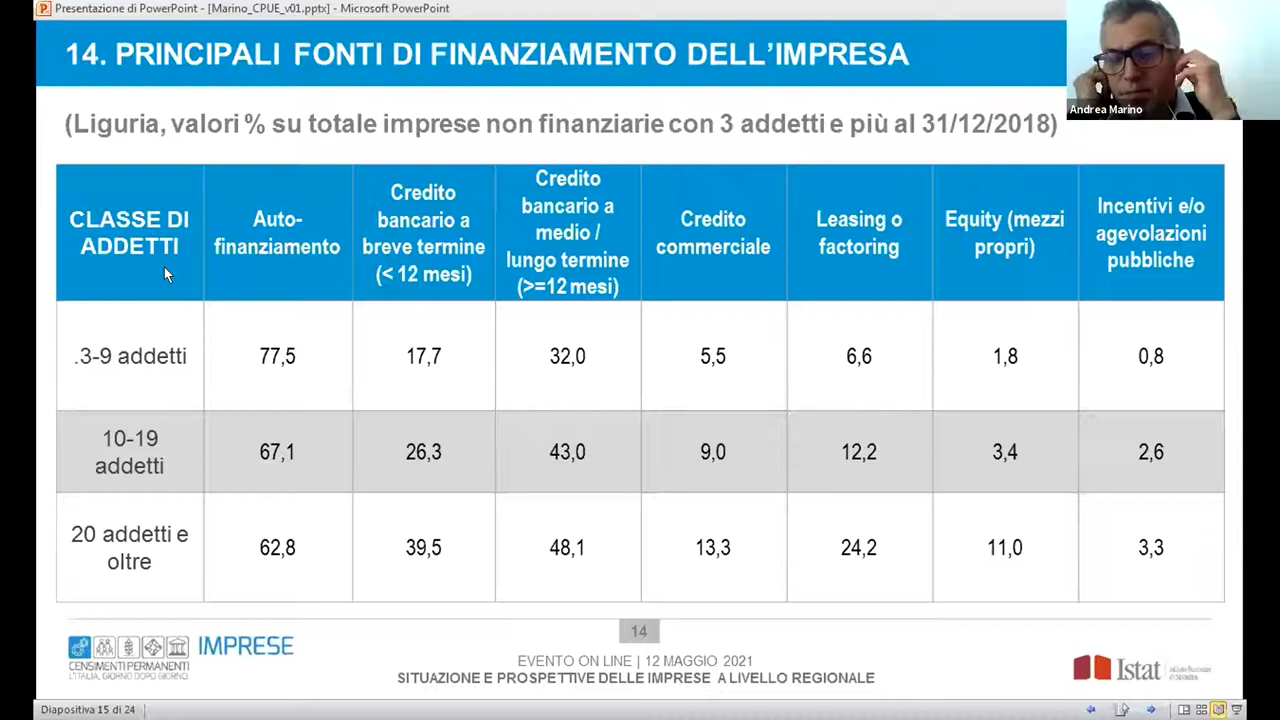 Presentazione di PowerPoint - [Marino_CPUE_v01.pptx] - Microsoft PowerPoint
14. PRINCIPALI FONTI DI FINANZIAMENTO DELL’IMPRESA
Andrea Marino
(Liguria, valori % su totale imprese non finanziarie con 3 addetti e più al 31/12/2018)
CLASSE DI
ADDETTI
Auto-
finanziamento
Credito
bancario a
breve termine
(< 12 mesi)
Credito
bancario a
medio /
lungo termine
(>=12 mesi)
Credito
commerciale
Leasing o
factoring
Equity (mezzi
propri)
Incentivi e/o
agevolazioni
pubbliche
.3-9 addetti 77,5 17,7 32,0 5,5 6,6 1,8 0,8
10-19
addetti
67,1 26,3 43,0 9,0 12,2 3,4 2,6
20 addetti e
oltre
62,8 39,5 48,1 13,3 24,2 11,0 3,3
14
IMPRESE
CENSIMENTI PERMANENTI
L'ITALIA, GIORNO DOPO GIORNO.
EVENTO ON LINE | 12 MAGGIO 2021
SITUAZIONE E PROSPETTIVE DELLE IMPRESE A LIVELLO REGIONALE
Istat
Diapositiva 15 di 24